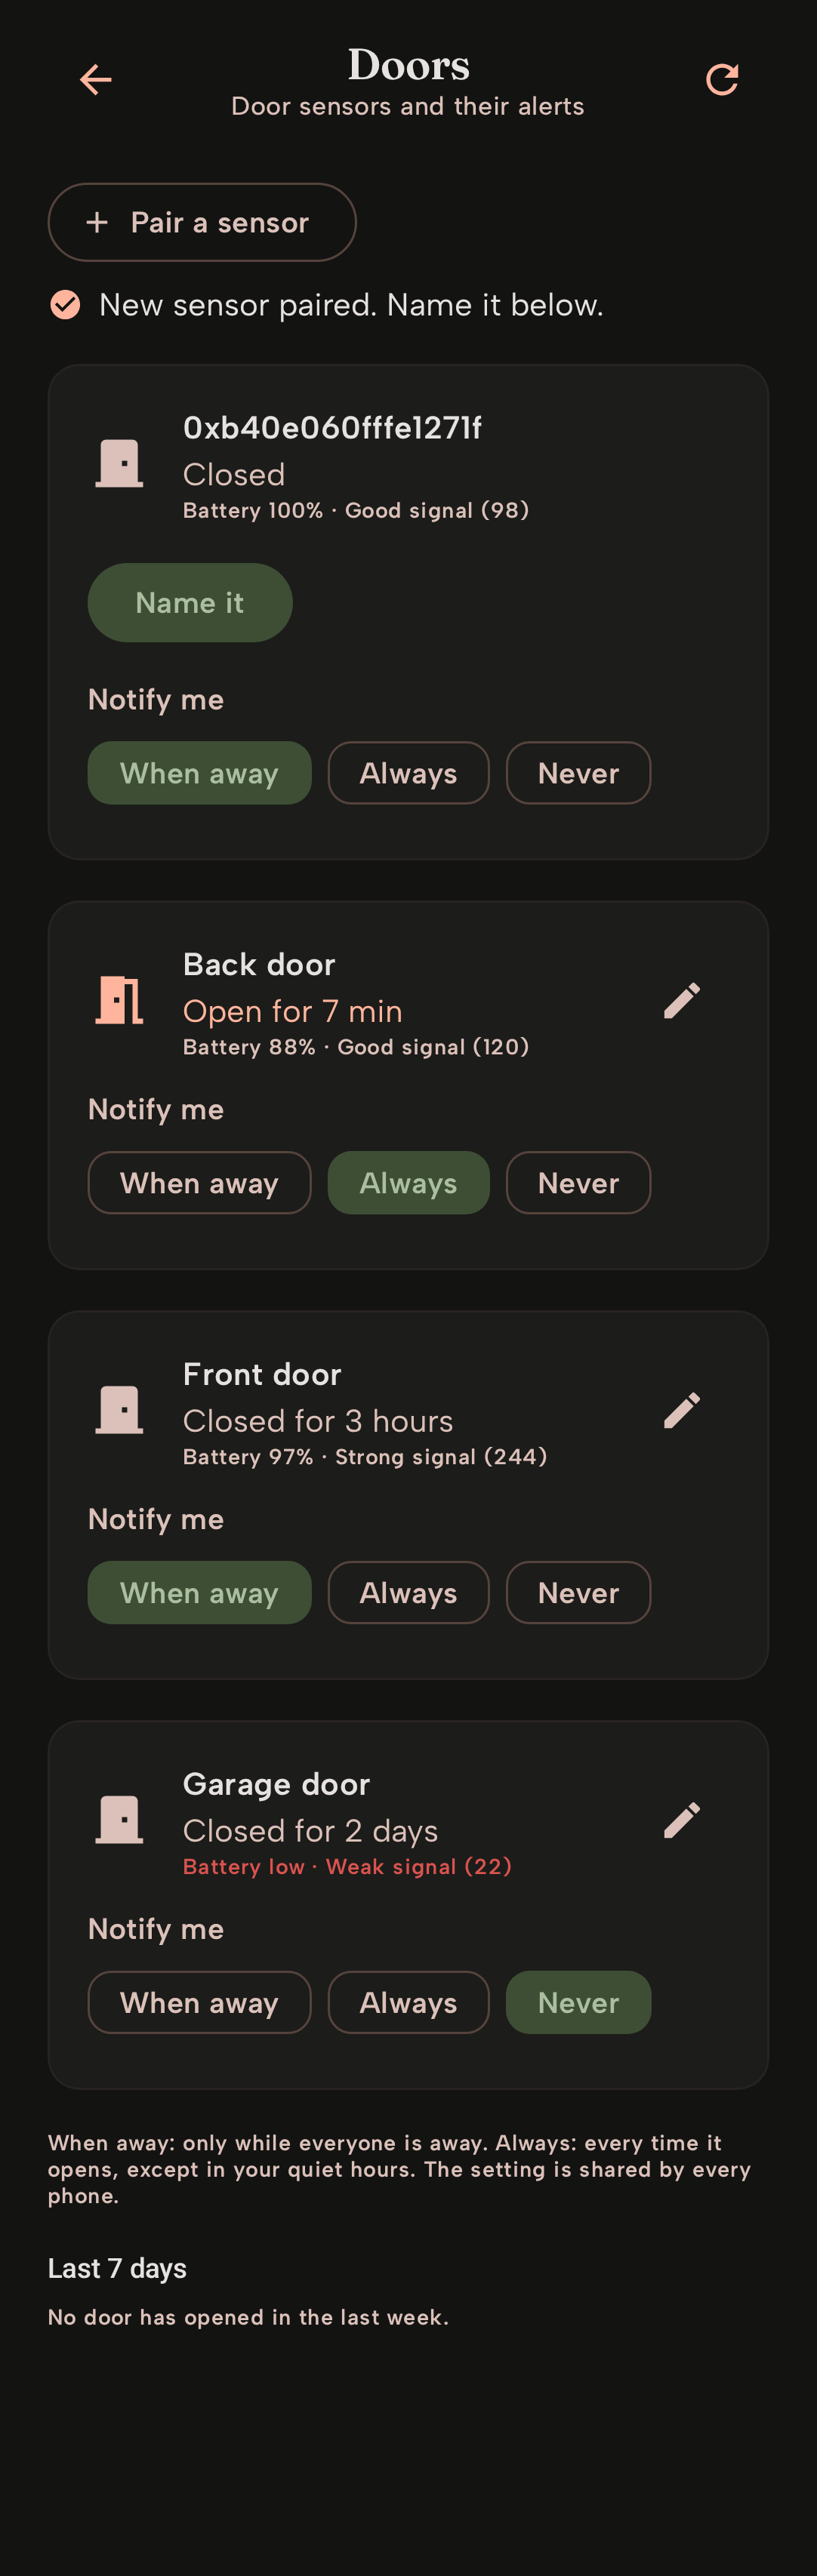 Doors
Door sensors and their alerts
+ Pair a sensor
New sensor paired. Name it below.
0xb40e060fffe1271f
Closed
Battery 100% · Good signal (98)
Name it
Notify me
When away Always Never
Back door
Open for 7 min
Battery 88% · Good signal (120)
Notify me
When away Always Never
Front door
Closed for 3 hours
Battery 97% · Strong signal (244)
Notify me
When away Always Never
Garage door
Closed for 2 days
Battery low · Weak signal (22)
Notify me
When away Always Never
When away: only while everyone is away. Always: every time it
opens, except in your quiet hours. The setting is shared by every
phone.
Last 7 days
No door has opened in the last week.